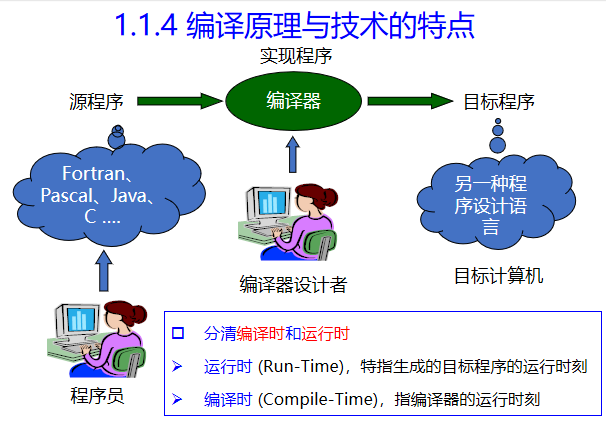 1.1.4 编译原理与技术的特点
实现程序
源程序
编译器
目标程序
Fortran、
Pascal、Java、
C ....
另一种程
序设计语
言
编译器设计者
目标计算机
程序员
分清编译时和运行时
运行时 (Run-Time)，特指生成的目标程序的运行时刻
编译时 (Compile-Time)，指编译器的运行时刻